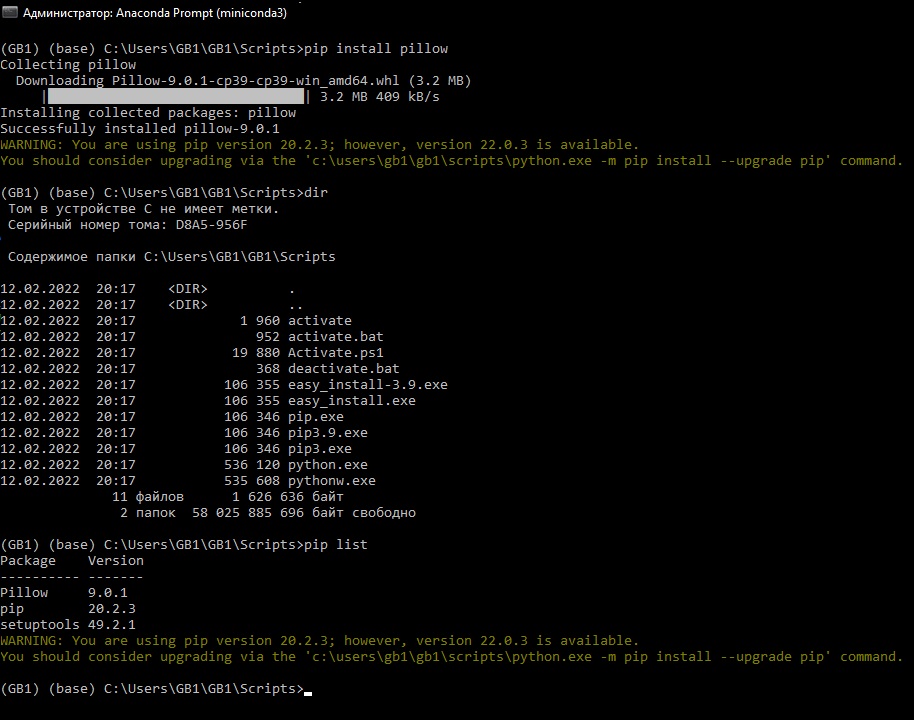 Администратор: Anaconda Prompt (miniconda3)
(GB1) (base) C:\Users\GB1\GB1\Scripts>pip install pillow
Collecting pillow
  Downloading Pillow-9.0.1-cp39-cp39-win_amd64.whl (3.2 MB)
     |                                | 3.2 MB 409 kB/s
Installing collected packages: pillow
Successfully installed pillow-9.0.1
WARNING: You are using pip version 20.2.3; however, version 22.0.3 is available.
You should consider upgrading via the 'c:\users\gb1\gb1\scripts\python.exe -m pip install --upgrade pip' command.
(GB1) (base) C:\Users\GB1\GB1\Scripts>dir
 Том в устройстве C не имеет метки.
 Серийный номер тома: D8A5-956F
 Содержимое папки C:\Users\GB1\GB1\Scripts
12.02.2022  20:17    <DIR>          .
12.02.2022  20:17    <DIR>          ..
12.02.2022  20:17             1 960 activate
12.02.2022  20:17               952 activate.bat
12.02.2022  20:17            19 880 Activate.ps1
12.02.2022  20:17               368 deactivate.bat
12.02.2022  20:17           106 355 easy_install-3.9.exe
12.02.2022  20:17           106 355 easy_install.exe
12.02.2022  20:17           106 346 pip.exe
12.02.2022  20:17           106 346 pip3.9.exe
12.02.2022  20:17           106 346 pip3.exe
12.02.2022  20:17           536 120 python.exe
12.02.2022  20:17           535 608 pythonw.exe
              11 файлов      1 626 636 байт
               2 папок  58 025 885 696 байт свободно
(GB1) (base) C:\Users\GB1\GB1\Scripts>pip list
Package    Version
---------- -------
Pillow     9.0.1
pip        20.2.3
setuptools 49.2.1
WARNING: You are using pip version 20.2.3; however, version 22.0.3 is available.
You should consider upgrading via the 'c:\users\gb1\gb1\scripts\python.exe -m pip install --upgrade pip' command.
(GB1) (base) C:\Users\GB1\GB1\Scripts>